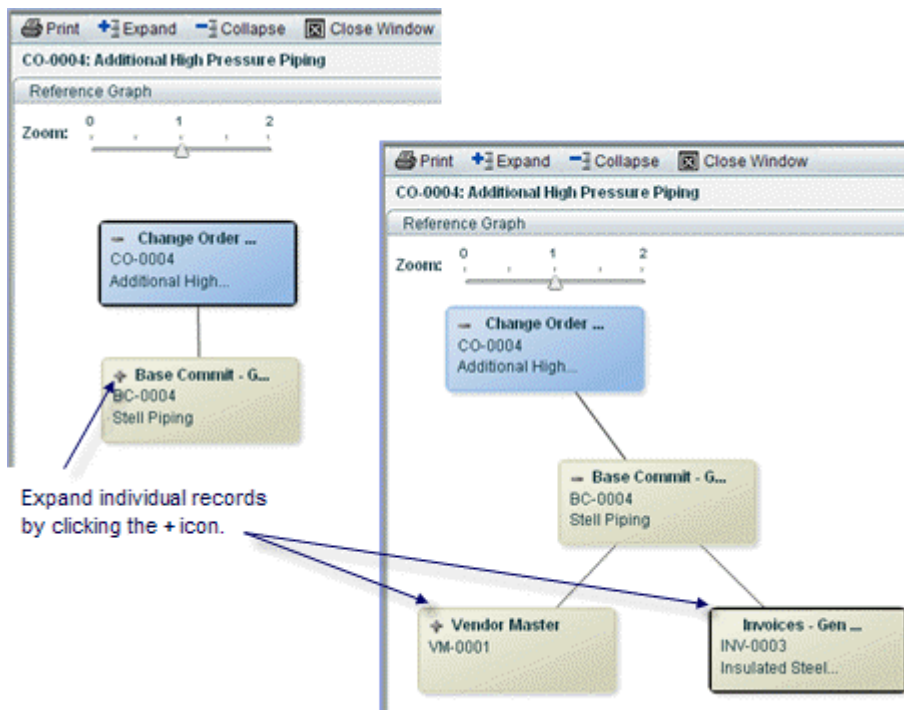 Print Expand Collapse Close Window
CO-0004: Additional High Pressure Piping
Reference Graph
0 1 2
Zoom:
Change Order ...
CO-0004
Additional High...
Base Commit - G...
BC-0004
Stell Piping
Expand individual records
by clicking the + icon.
Print Expand Collapse Close Window
CO-0004: Additional High Pressure Piping
Reference Graph
0 1 2
Zoom:
Change Order ...
CO-0004
Additional High...
Base Commit - G...
BC-0004
Stell Piping
Vendor Master
VM-0001
Invoices - Gen ...
INV-0003
Insulated Steel...